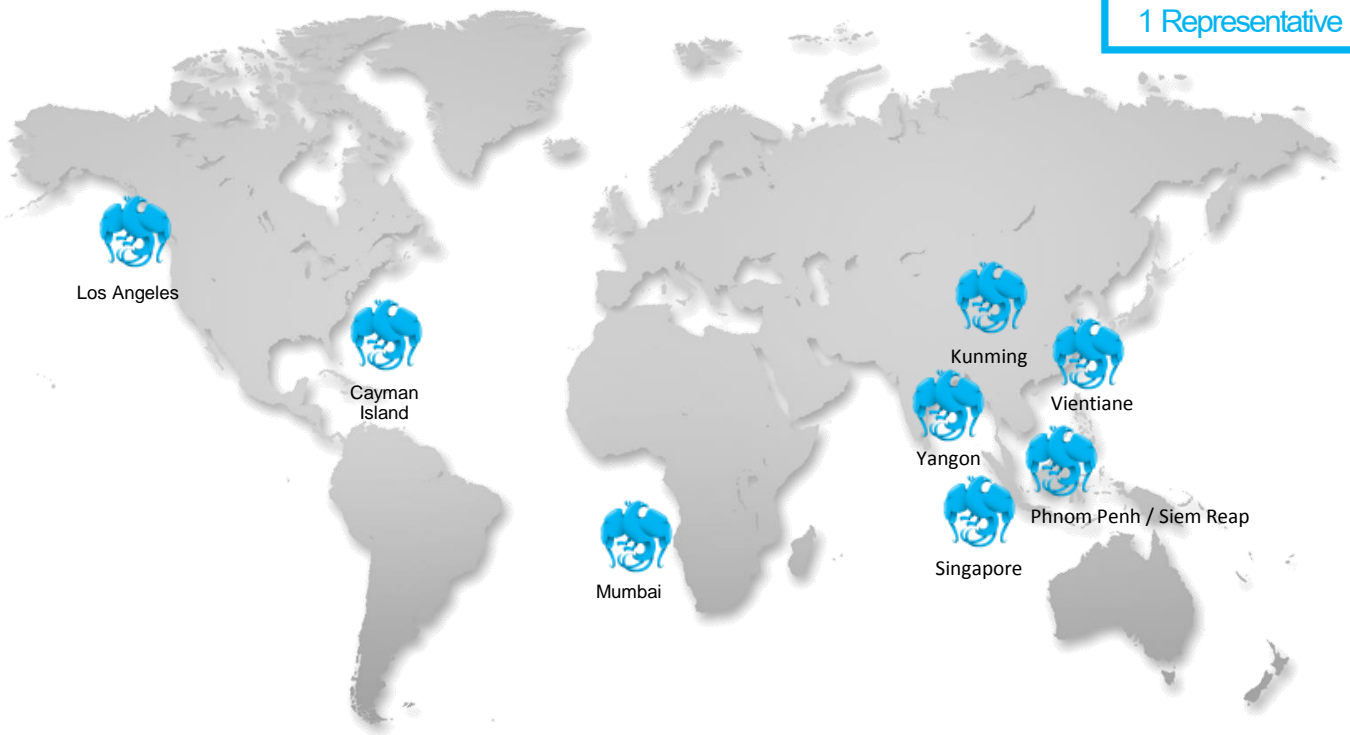 1 Representative
Los Angeles
Cayman
Island
Kunming
Vientiane
Yangon
Phnom Penh / Siem Reap
Singapore
Mumbai